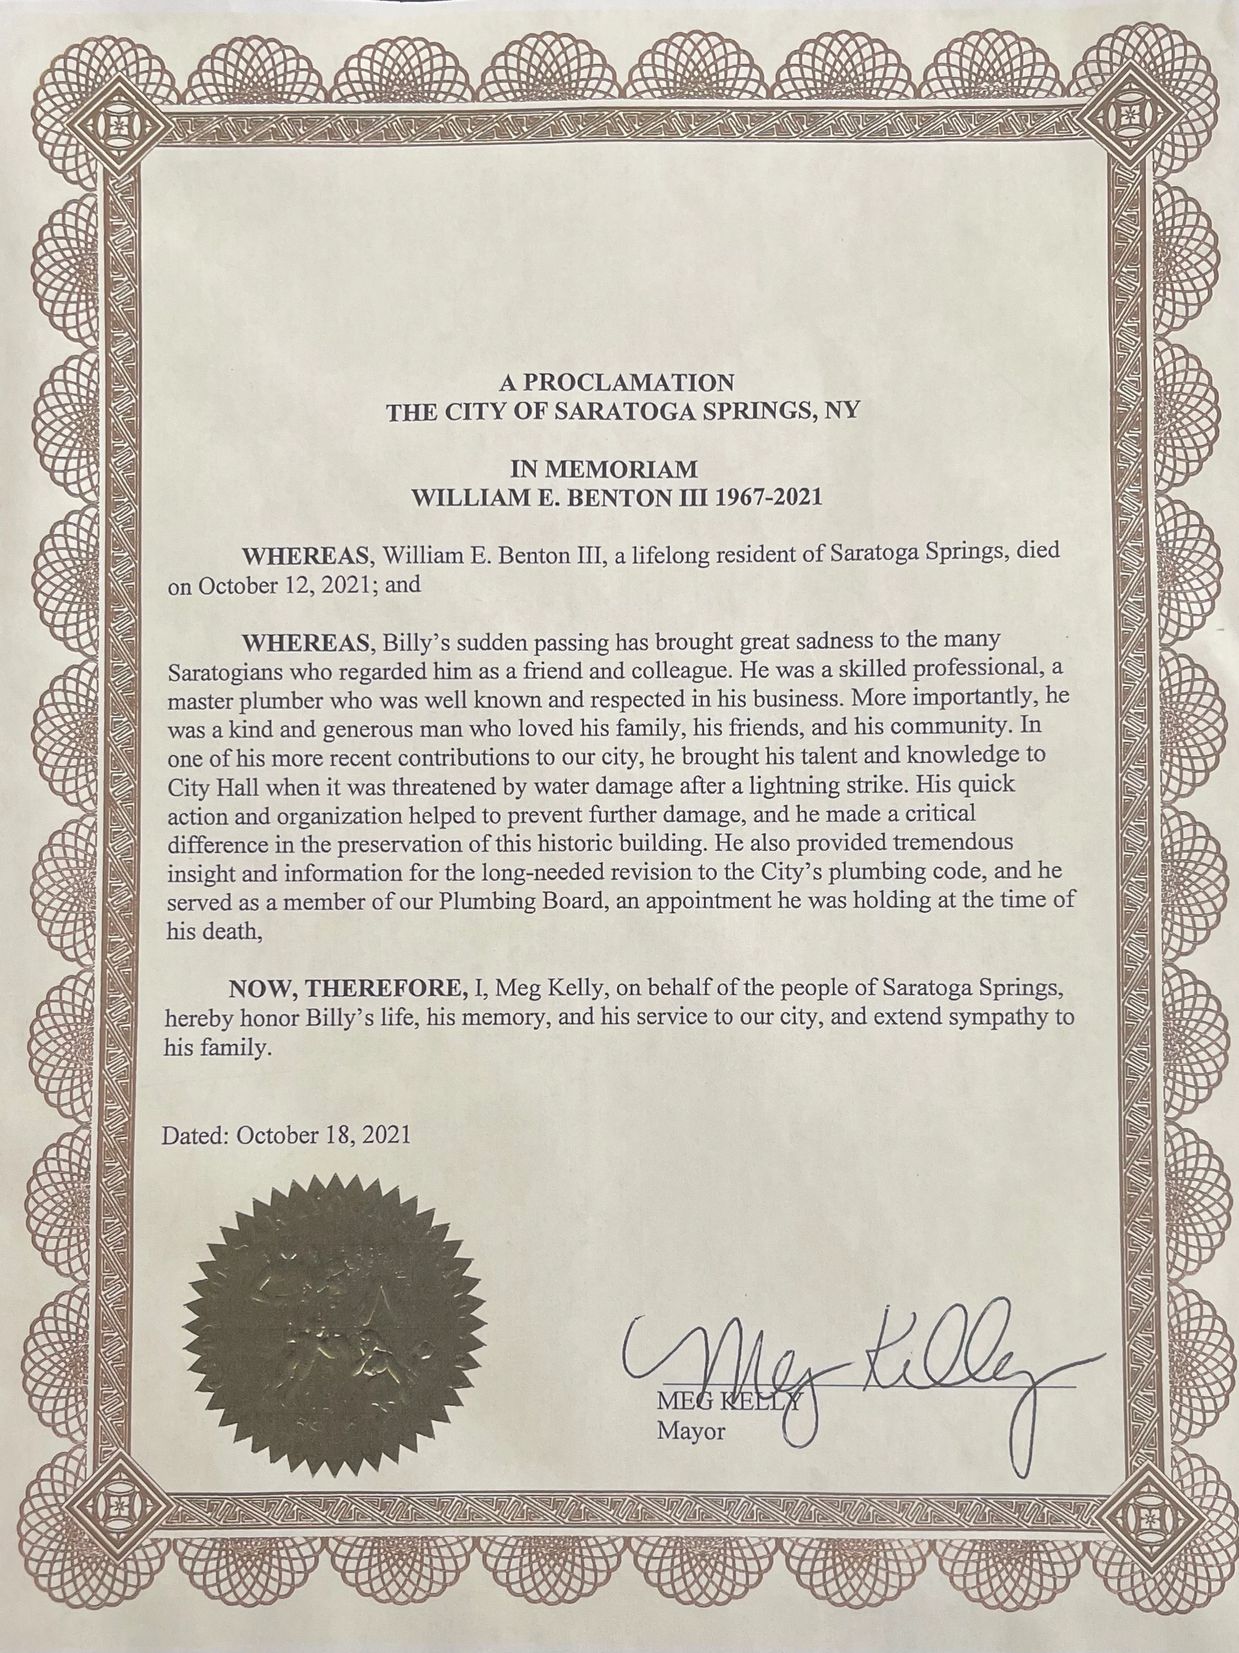 A PROCLAMATION
THE CITY OF SARATOGA SPRINGS, NY
IN MEMORIAM
WILLIAM E. BENTON III 1967-2021
WHEREAS, William E. Benton III, a lifelong resident of Saratoga Springs, died
on October 12, 2021; and
WHEREAS, Billy's sudden passing has brought great sadness to the many
Saratogians who regarded him as a friend and colleague. He was a skilled professional, a
master plumber who was well known and respected in his business. More importantly, he
was a kind and generous man who loved his family, his friends, and his community. In
one of his more recent contributions to our city, he brought his talent and knowledge to
City Hall when it was threatened by water damage after a lightning strike. His quick
action and organization helped to prevent further damage, and he made a critical
difference in the preservation of this historic building. He also provided tremendous
insight and information for the long-needed revision to the City's plumbing code, and he
served as a member of our Plumbing Board, an appointment he was holding at the time of
his death,
NOW, THEREFORE, I, Meg Kelly, on behalf of the people of Saratoga Springs,
hereby honor Billy's life, his memory, and his service to our city, and extend sympathy to
his family.
Dated: October 18, 2021
Meg Kelly
MEG KELLY
Mayor